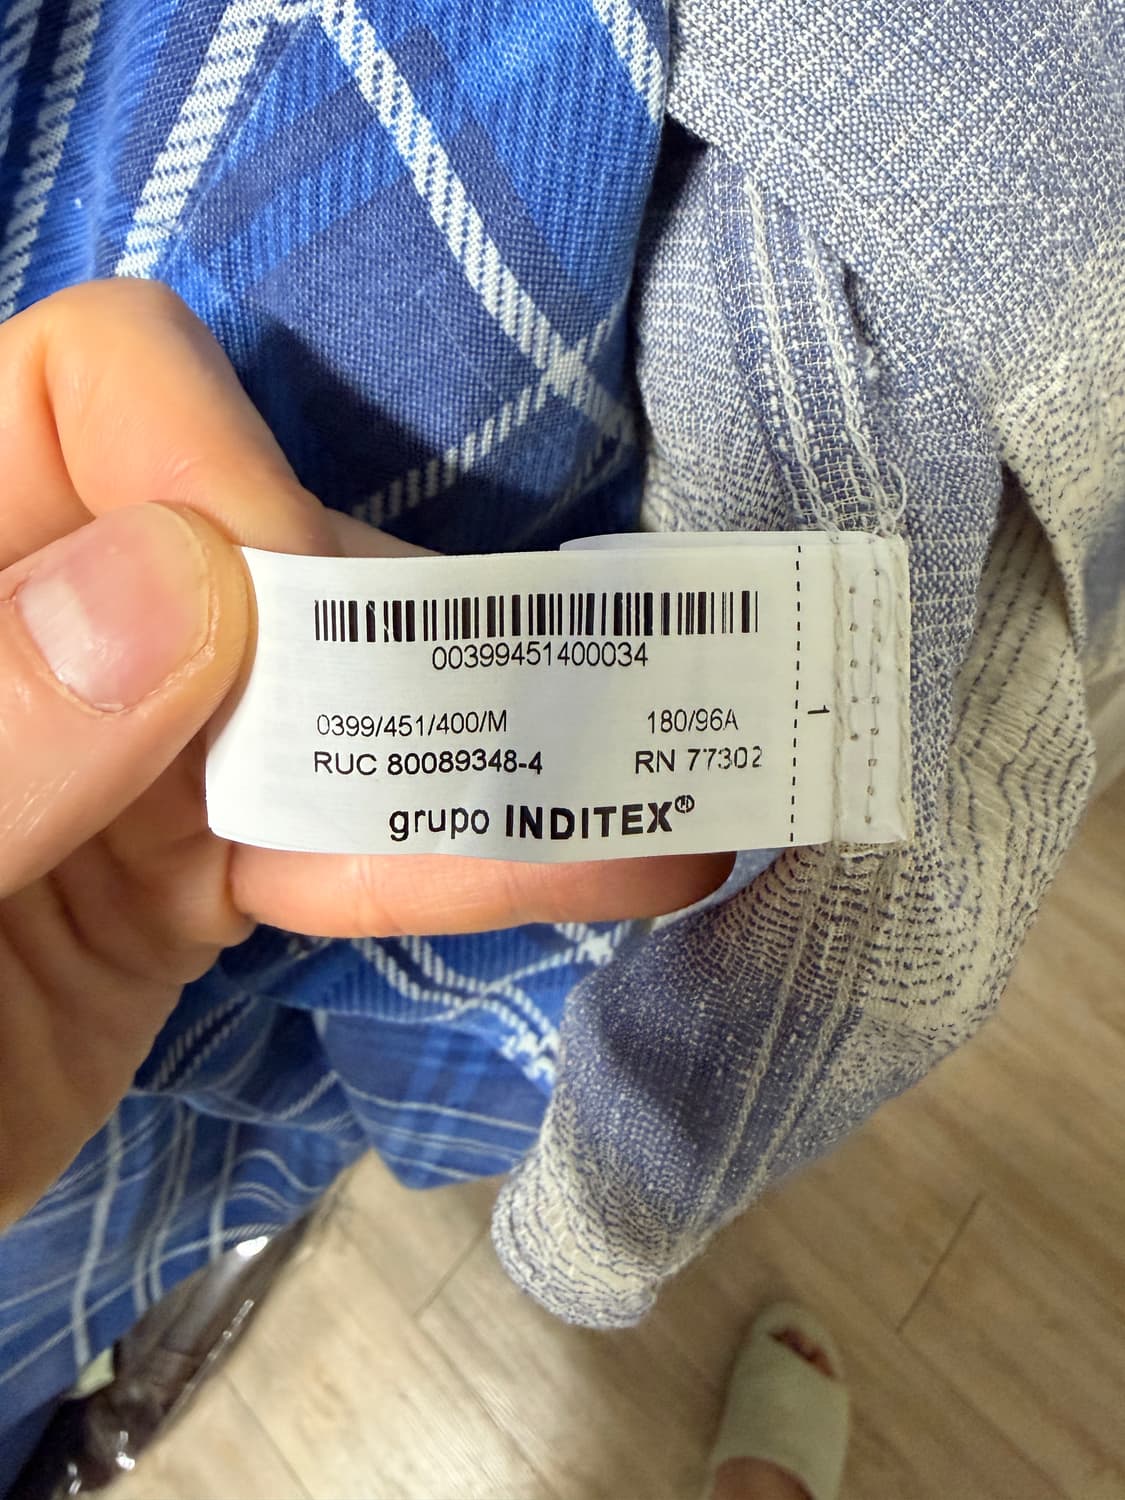 00399451400034
0399/451/400/M 180/96A
RUC 80089348-4 RN 77302
grupo INDITEX®
1